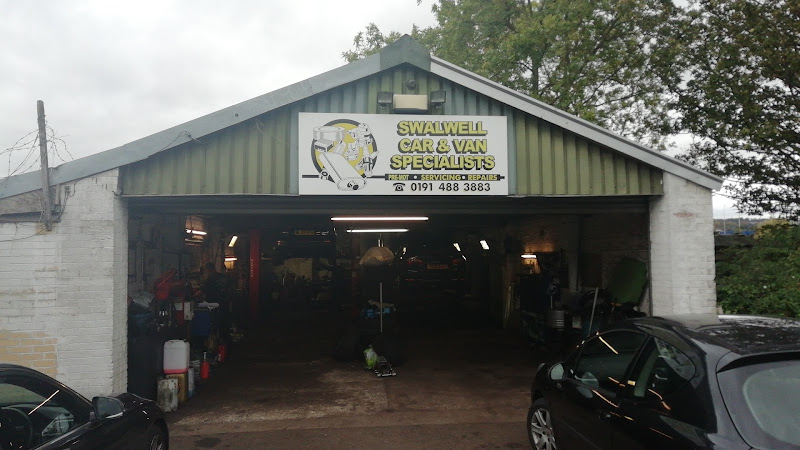 SWALWELL
CAR & VAN
SPECIALISTS
PRE-MOT • SERVICING • REPAIRS
☎ 0191 488 3883